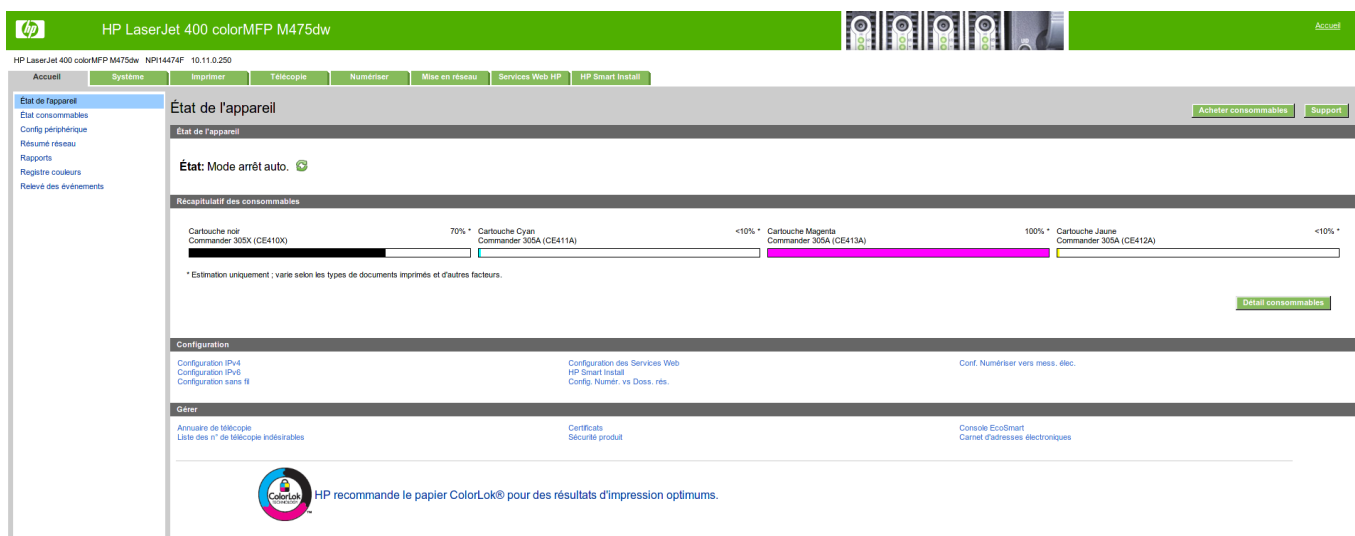 hp
HP LaserJet 400 colorMFP M475dw
Accueil
HP LaserJet 400 colorMFP M475dw NPI14474F 10.11.0.250
Accueil Système Imprimer Télécopie Numériser Mise en réseau Services Web HP HP Smart Install
État de l'appareil
État consommables
Config périphérique
Résumé réseau
Rapports
Registre couleurs
Relevé des événements
État de l'appareil
Acheter consommables Support
État de l'appareil
État: Mode arrêt auto.
Récapitulatif des consommables
Cartouche noir 70% *
Commander 305X (CE410X)
Cartouche Cyan <10% *
Commander 305A (CE411A)
Cartouche Magenta 100% *
Commander 305A (CE413A)
Cartouche Jaune <10% *
Commander 305A (CE412A)
* Estimation uniquement ; varie selon les types de documents imprimés et d'autres facteurs.
Détail consommables
Configuration
Configuration IPv4
Configuration IPv6
Configuration sans fil
Configuration des Services Web
HP Smart Install
Config. Numér. vs Doss. rés.
Conf. Numériser vers mess. élec.
Gérer
Annuaire de télécopie
Liste des n° de télécopie indésirables
Certificats
Sécurité produit
Console EcoSmart
Carnet d'adresses électroniques
ColorLok
TECHNOLOGY
HP recommande le papier ColorLok® pour des résultats d'impression optimums.